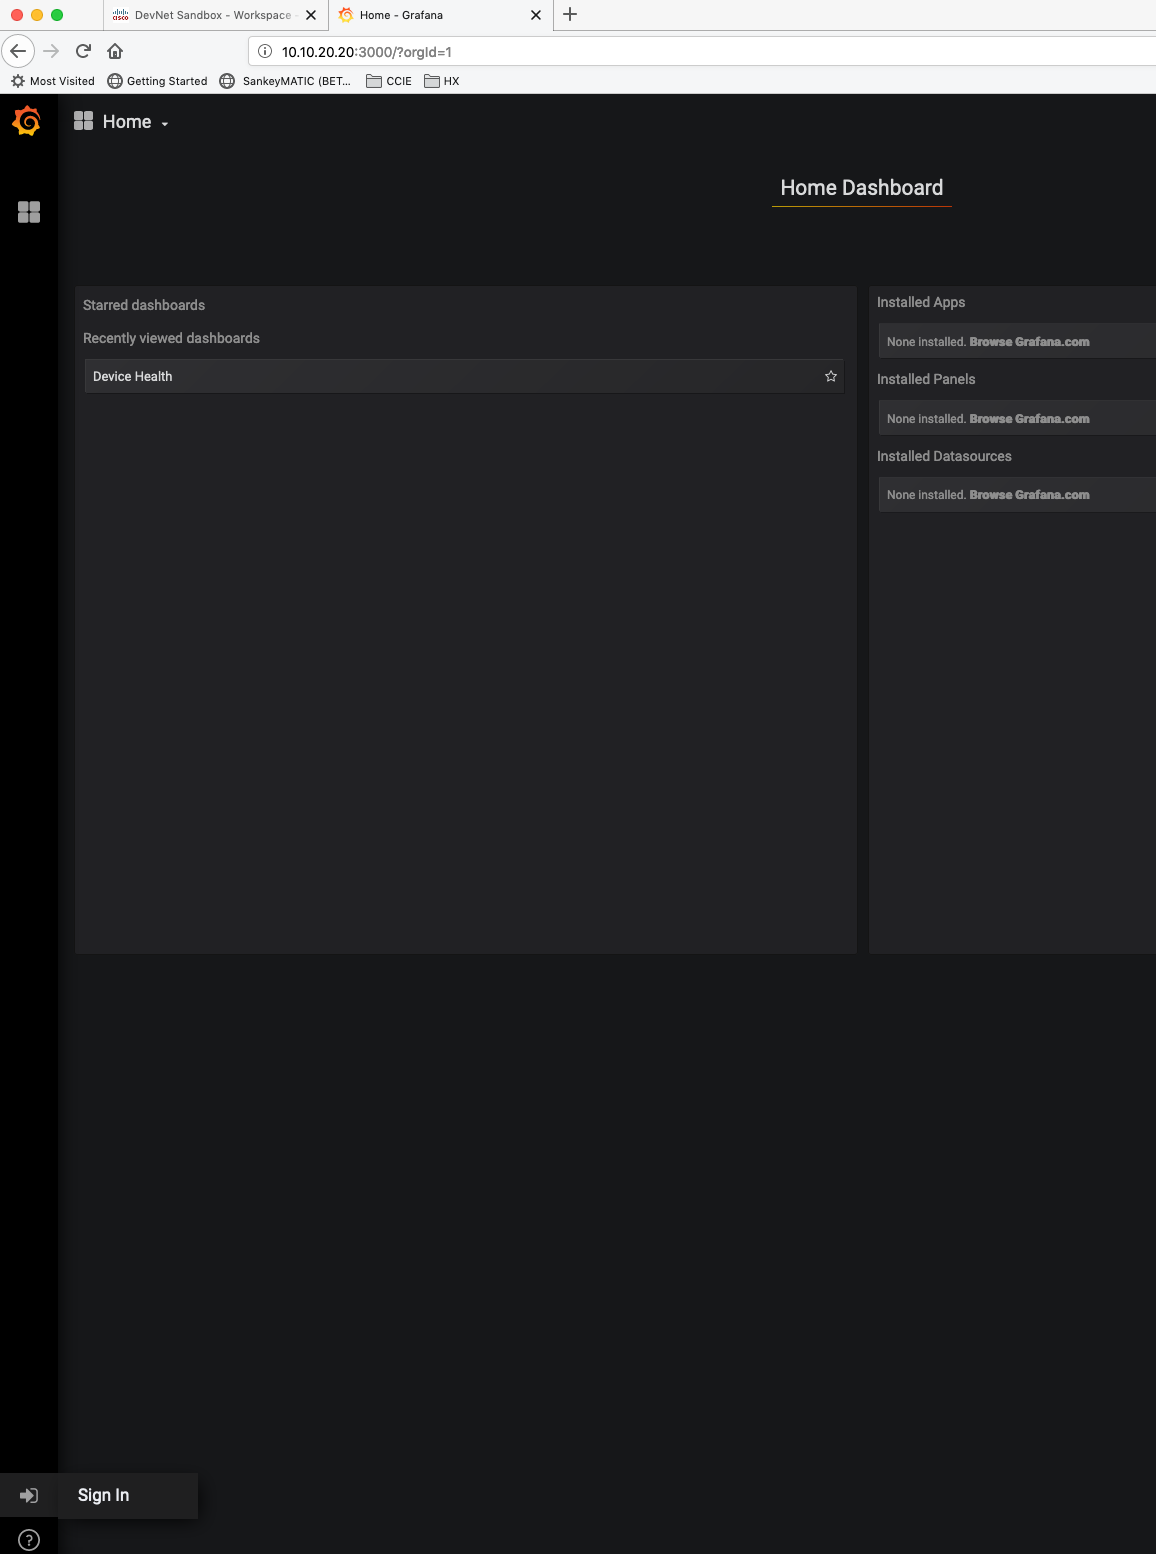 DevNet Sandbox - Workspace -
Home - Grafana
10.10.20.20:3000/?orgId=1
Most Visited
Getting Started
SankeyMATIC (BET...
CCIE
HX
Home
Home Dashboard
Starred dashboards
Recently viewed dashboards
Device Health
Installed Apps
None installed. Browse Grafana.com
Installed Panels
None installed. Browse Grafana.com
Installed Datasources
None installed. Browse Grafana.com
Sign In